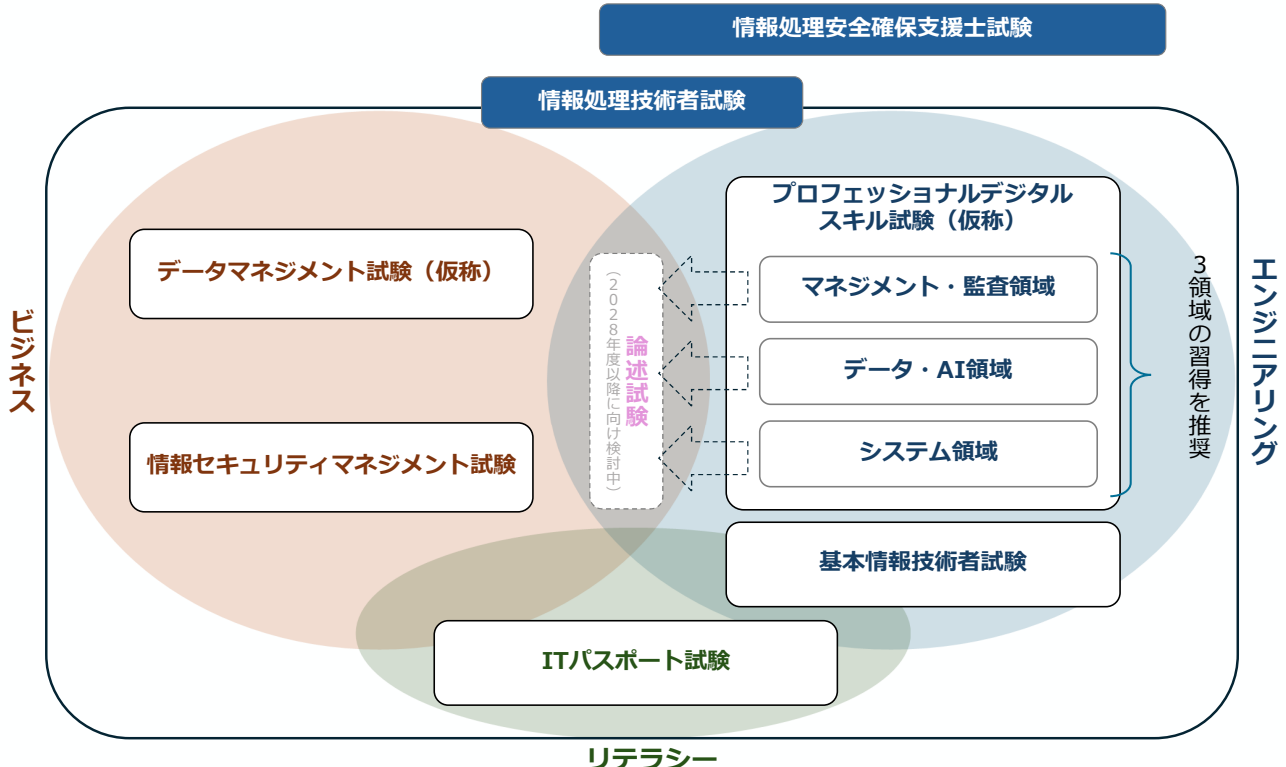 情報処理安全確保支援士試験
情報処理技術者試験
ビジネス
データマネジメント試験（仮称）
情報セキュリティマネジメント試験
論述試験
（2028年度以降に向け検討中）
プロフェッショナルデジタル
スキル試験（仮称）
マネジメント・監査領域
データ・AI領域
システム領域
3領域の習得を推奨
エンジニアリング
基本情報技術者試験
ITパスポート試験
リテラシー